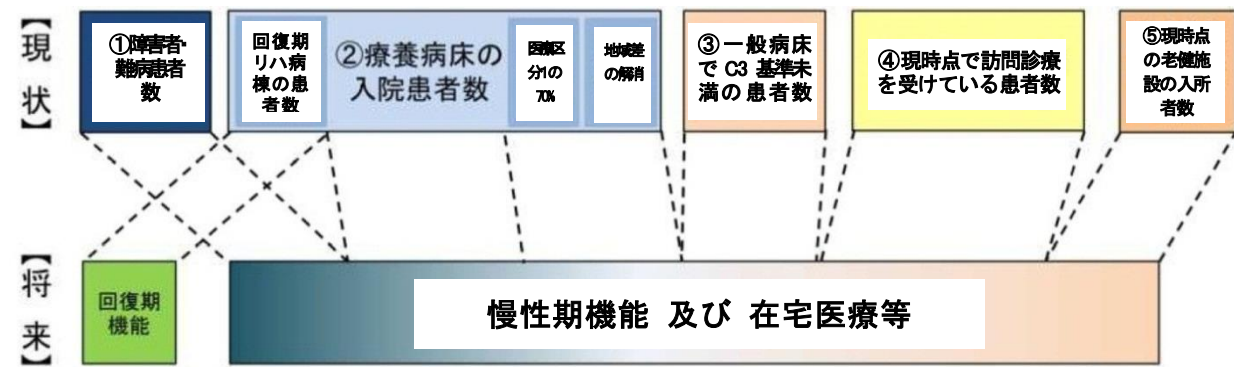 【現状】
①障害者・
難病患者
数
回復期
リハ病
棟の患
者数
②療養病床の
入院患者数
医療区
分1の
70%
地域差
の解消
③一般病床
でC3 基準未
満の患者数
④現時点で訪問診療
を受けている患者数
⑤現時点
の老健施
設の入所
者数
【将来】
回復期
機能
慢性期機能 及び 在宅医療等